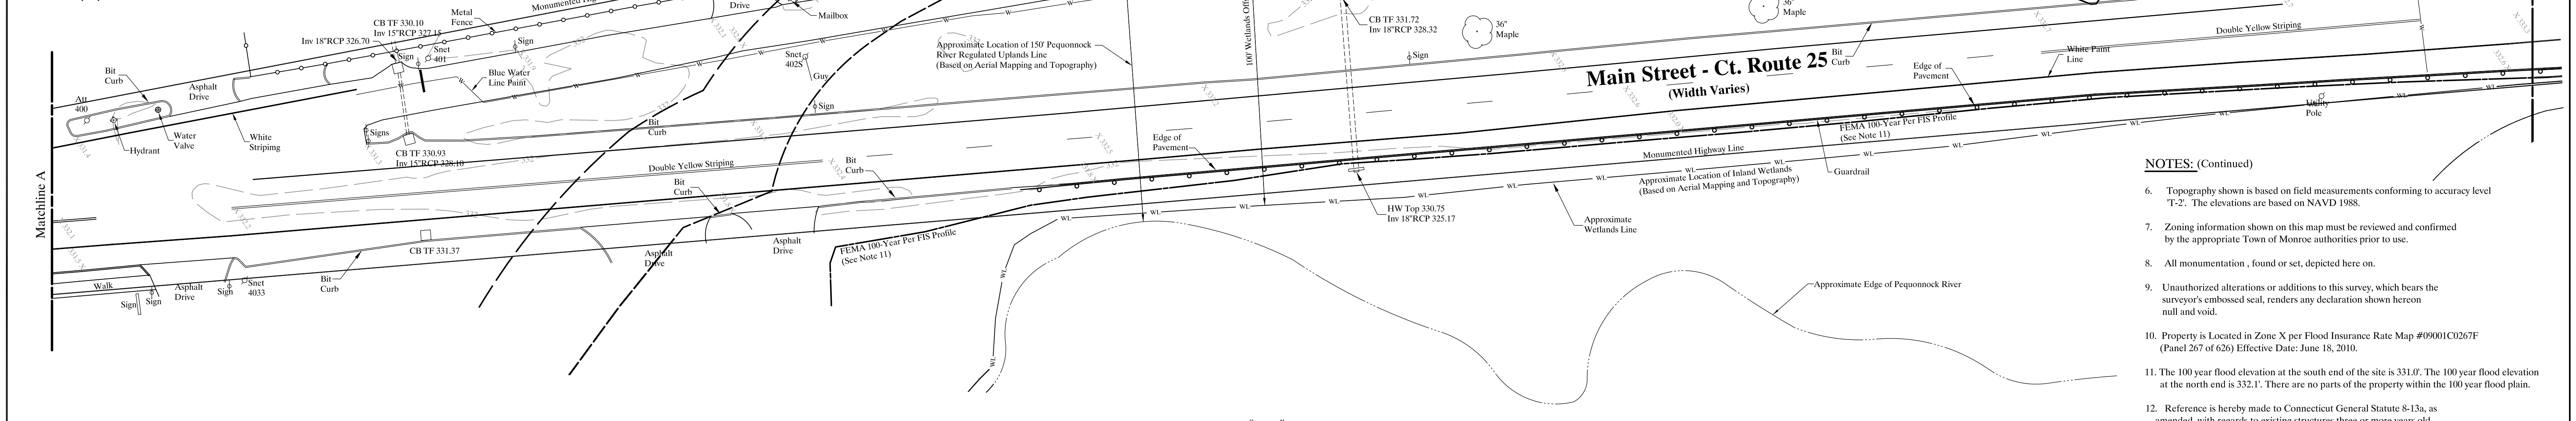 Monumented Hig
Drive
Mailbox
Metal
Fence
CB TF 330.10
Inv 15"RCP 327.15
Inv 18"RCP 326.70
Sign
Snet
401
Sign
Bit
Curb
Att
400
Asphalt
Drive
Hydrant
Water
Valve
White
Striping
Blue Water
Line Paint
Signs
CB TF 330.93
Inv 15"RCP 328.10
Snet
402S
Guy
Sign
Bit
Curb
Approximate Location of 150' Pequonnock
River Regulated Uplands Line
(Based on Aerial Mapping and Topography)
100' Wetlands Off
CB TF 331.72
Inv 18"RCP 328.32
36"
Maple
Sign
36"
Maple
Main Street - Ct. Route 25
(Width Varies)
Bit
Curb
Edge of
Pavement
White Paint
Line
Double Yellow Striping
Utility
Pole
FEMA 100-Year Per FIS Profile
(See Note 11)
Guardrail
Monumented Highway Line
Approximate Location of Inland Wetlands
(Based on Aerial Mapping and Topography)
Approximate
Wetlands Line
HW Top 330.75
Inv 18"RCP 325.17
Edge of
Pavement
Bit
Curb
Double Yellow Striping
Bit
Curb
Asphalt
Drive
Asphalt
Drive
FEMA 100-Year Per FIS Profile
(See Note 11)
Matchline A
CB TF 331.37
Bit
Curb
Snet
4033
Sign
Asphalt
Drive
Sign
Sign
Walk
Approximate Edge of Pequonnock River
NOTES: (Continued)
6. Topography shown is based on field measurements conforming to accuracy level
'T-2'. The elevations are based on NAVD 1988.
7. Zoning information shown on this map must be reviewed and confirmed
by the appropriate Town of Monroe authorities prior to use.
8. All monumentation , found or set, depicted here on.
9. Unauthorized alterations or additions to this survey, which bears the
surveyor's embossed seal, renders any declaration shown hereon
null and void.
10. Property is Located in Zone X per Flood Insurance Rate Map #09001C0267F
(Panel 267 of 626) Effective Date: June 18, 2010.
11. The 100 year flood elevation at the south end of the site is 331.0'. The 100 year flood elevation
at the north end is 332.1'. There are no parts of the property within the 100 year flood plain.
12. Reference is hereby made to Connecticut General Statute 8-13a, as
amended, with regards to existing structures three or more years old